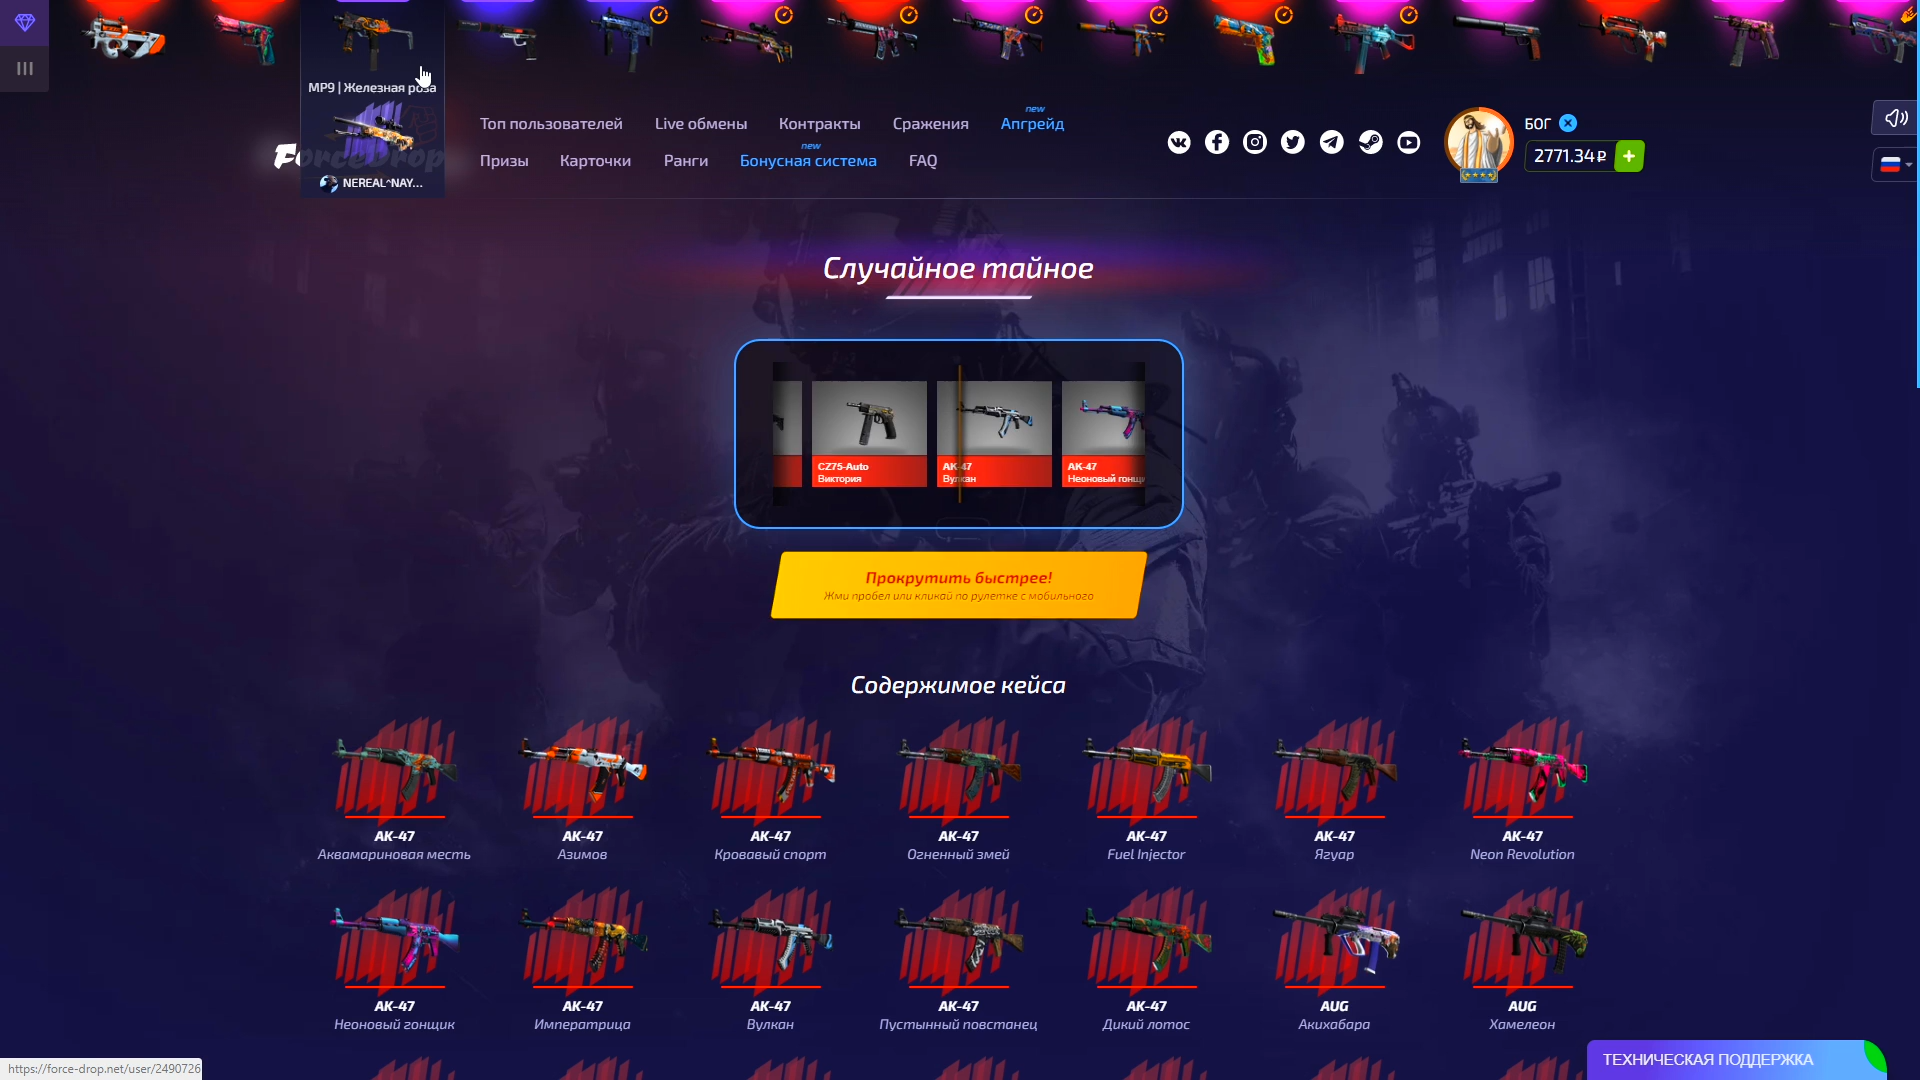 MP9 | Железная роза
ForceDrop
NEREAL^NAY...
Топ пользователей
Live обмены
Контракты
Сражения
new
Апгрейд
Призы
Карточки
Ранги
new
Бонусная система
FAQ
БОГ
2771.34₽
+
Случайное тайное
CZ75-Auto
Виктория
AK-47
Вулкан
AK-47
Неоновый гонщи
Прокрутить быстрее!
Жми пробел или кликай по рулетке с мобильного
Содержимое кейса
AK-47
Аквамариновая месть
AK-47
Азимов
AK-47
Кровавый спорт
AK-47
Огненный змей
AK-47
Fuel Injector
AK-47
Ягуар
AK-47
Neon Revolution
AK-47
Неоновый гонщик
AK-47
Императрица
AK-47
Вулкан
AK-47
Пустынный повстанец
AK-47
Дикий лотос
AUG
Акихабара
AUG
Хамелеон
https://force-drop.net/user/2490726
ТЕХНИЧЕСКАЯ ПОДДЕРЖКА